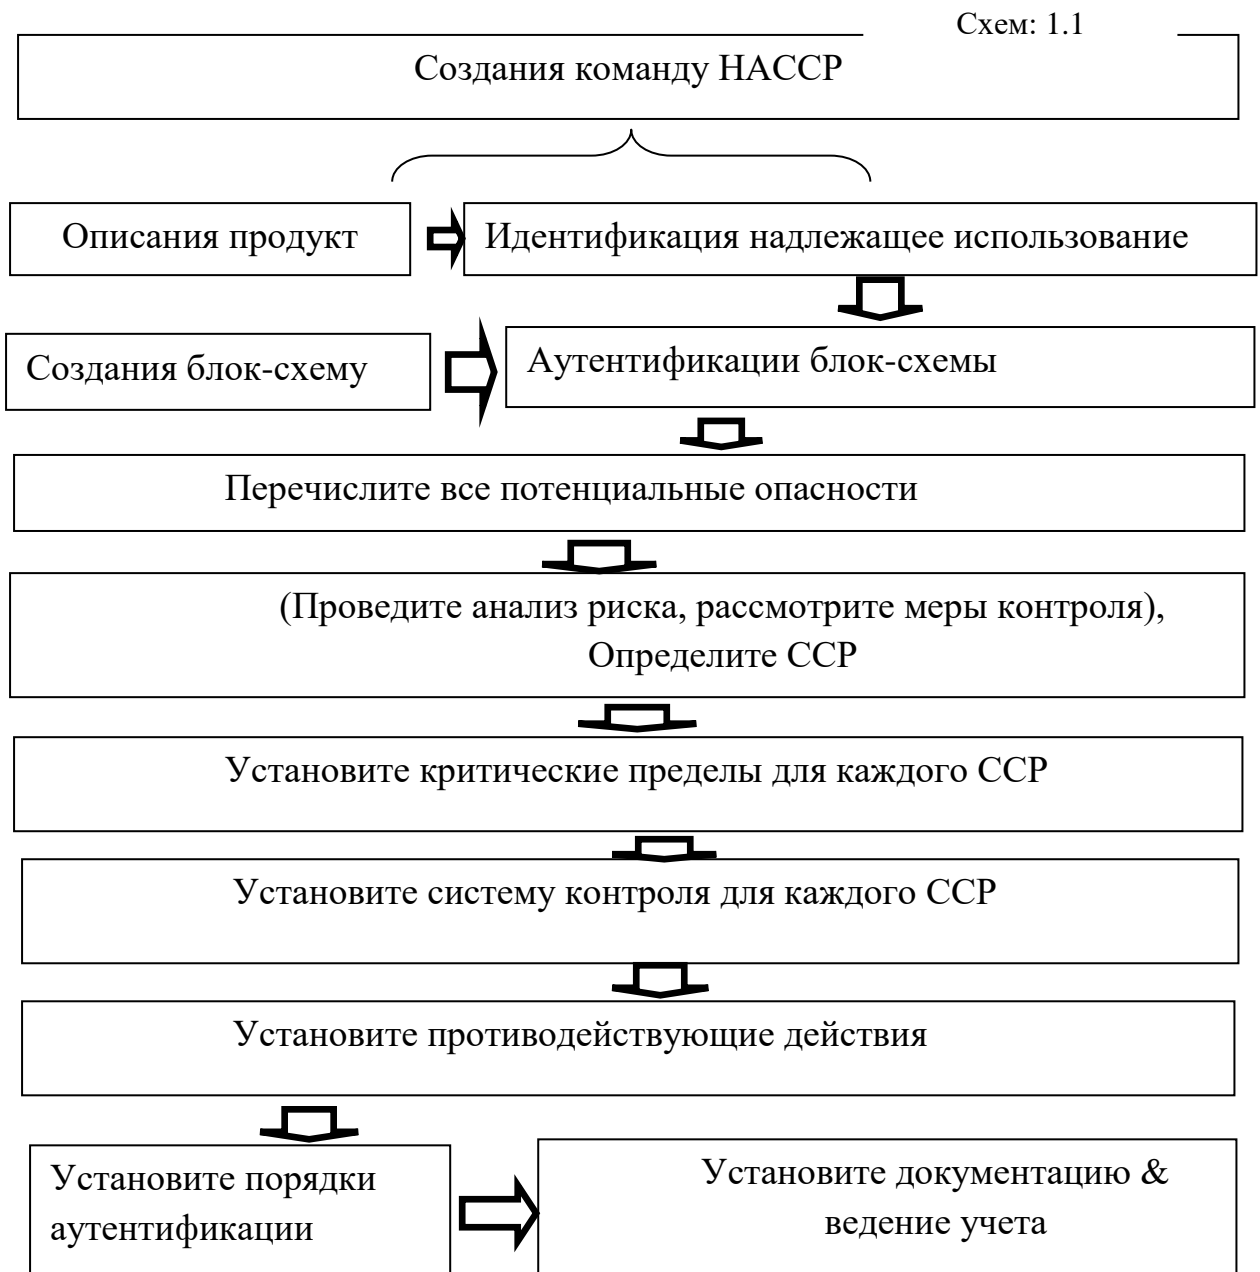 Схем: 1.1
Создания команду НАССР
Описания продукт
Идентификация надлежащее использование
Создания блок-схему
Аутентификации блок-схемы
Перечислите все потенциальные опасности
(Проведите анализ риска, рассмотрите меры контроля),
Определите ССР
Установите критические пределы для каждого ССР
Установите систему контроля для каждого ССР
Установите противодействующие действия
Установите порядки
аутентификации
Установите документацию &
ведение учета